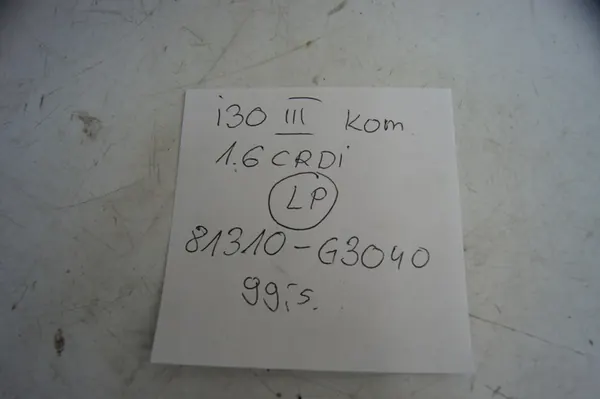 i30 III kom
1.6 CRDi
LP
81310-G3040
99;s.